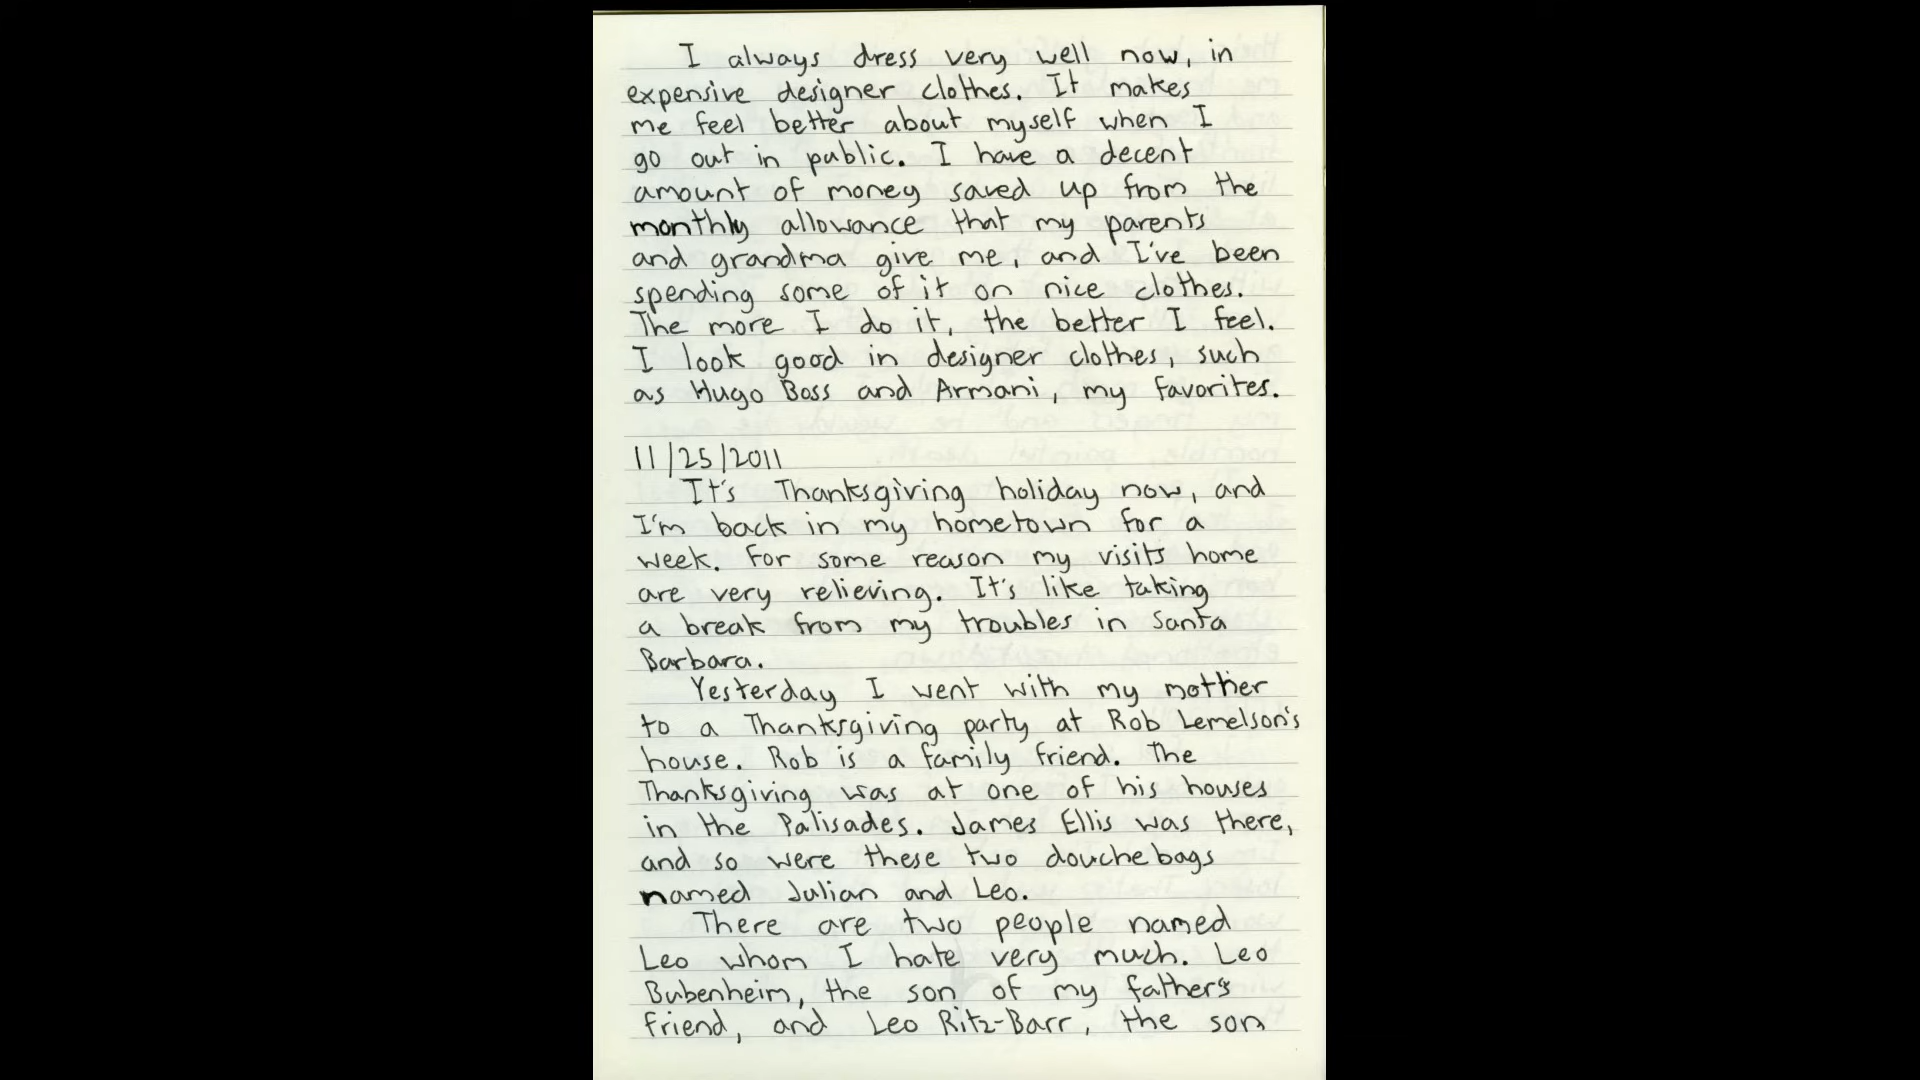 I always dress very well now, in
expensive designer clothes. It makes
me feel better about myself when I
go out in public. I have a decent
amount of money saved up from the
monthly allowance that my parents
and grandma give me, and I've been
spending some of it on nice clothes.
The more I do it, the better I feel.
I look good in designer clothes, such
as Hugo Boss and Armani, my favorites.
11/25/2011
It's Thanksgiving holiday now, and
I'm back in my hometown for a
week. For some reason my visits home
are very relieving. It's like taking
a break from my troubles in Santa
Barbara.
Yesterday I went with my mother
to a Thanksgiving party at Rob Lemelson's
house. Rob is a family friend. The
Thanksgiving was at one of his houses
in the Palisades. James Ellis was there,
and so were these two douchebags
named Julian and Leo.
There are two people named
Leo whom I hate very much. Leo
Bubenheim, the son of my father's
friend, and Leo Ritz-Barr, the son